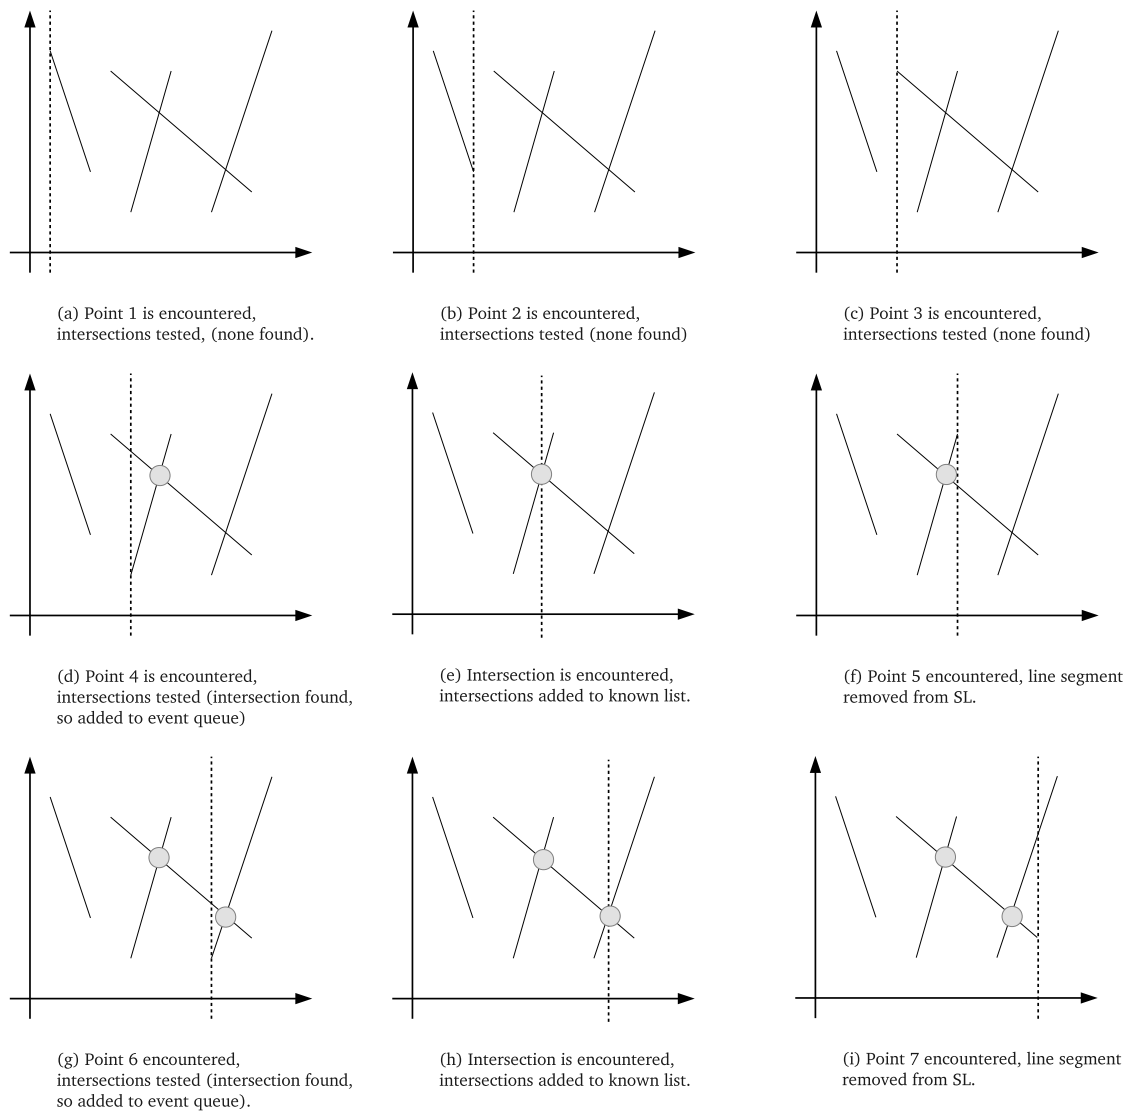 (a) Point 1 is encountered,
intersections tested, (none found).
(b) Point 2 is encountered,
intersections tested (none found)
(c) Point 3 is encountered,
intersections tested (none found)
(d) Point 4 is encountered,
intersections tested (intersection found,
so added to event queue)
(e) Intersection is encountered,
intersections added to known list.
(f) Point 5 encountered, line segment
removed from SL.
(g) Point 6 encountered,
intersections tested (intersection found,
so added to event queue).
(h) Intersection is encountered,
intersections added to known list.
(i) Point 7 encountered, line segment
removed from SL.